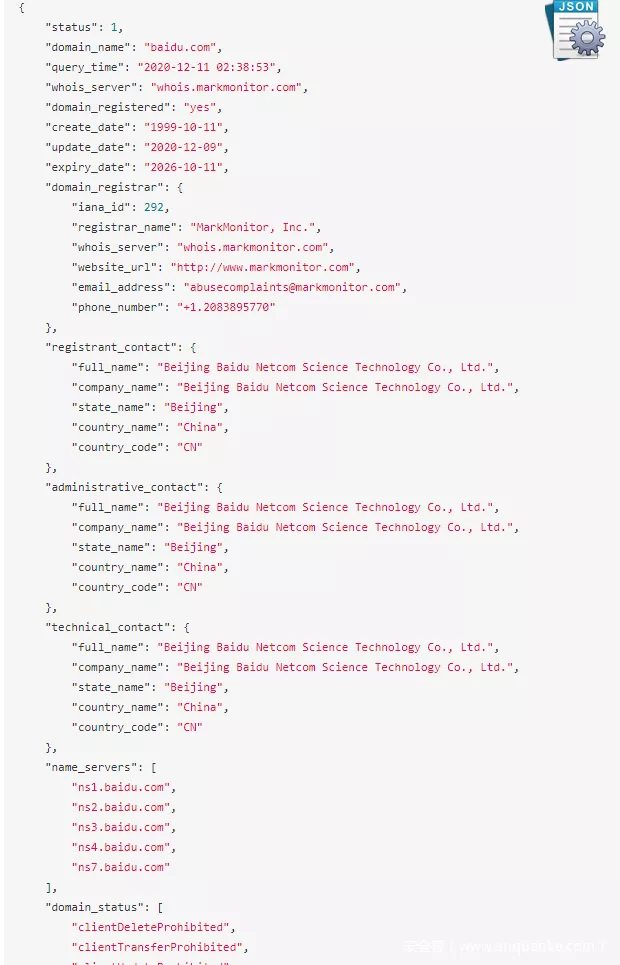 JSON
{
"status": 1,
"domain_name": "baidu.com",
"query_time": "2020-12-11 02:38:53",
"whois_server": "whois.markmonitor.com",
"domain_registered": "yes",
"create_date": "1999-10-11",
"update_date": "2020-12-09",
"expiry_date": "2026-10-11",
"domain_registrar": {
"iana_id": 292,
"registrar_name": "MarkMonitor, Inc.",
"whois_server": "whois.markmonitor.com",
"website_url": "http://www.markmonitor.com",
"email_address": "abusecomplaints@markmonitor.com",
"phone_number": "+1.2083895770"
},
"registrant_contact": {
"full_name": "Beijing Baidu Netcom Science Technology Co., Ltd.",
"company_name": "Beijing Baidu Netcom Science Technology Co., Ltd.",
"state_name": "Beijing",
"country_name": "China",
"country_code": "CN"
},
"administrative_contact": {
"full_name": "Beijing Baidu Netcom Science Technology Co., Ltd.",
"company_name": "Beijing Baidu Netcom Science Technology Co., Ltd.",
"state_name": "Beijing",
"country_name": "China",
"country_code": "CN"
},
"technical_contact": {
"full_name": "Beijing Baidu Netcom Science Technology Co., Ltd.",
"company_name": "Beijing Baidu Netcom Science Technology Co., Ltd.",
"state_name": "Beijing",
"country_name": "China",
"country_code": "CN"
},
"name_servers": [
"ns1.baidu.com",
"ns2.baidu.com",
"ns3.baidu.com",
"ns4.baidu.com",
"ns7.baidu.com"
],
"domain_status": [
"clientDeleteProhibited",
"clientTransferProhibited",